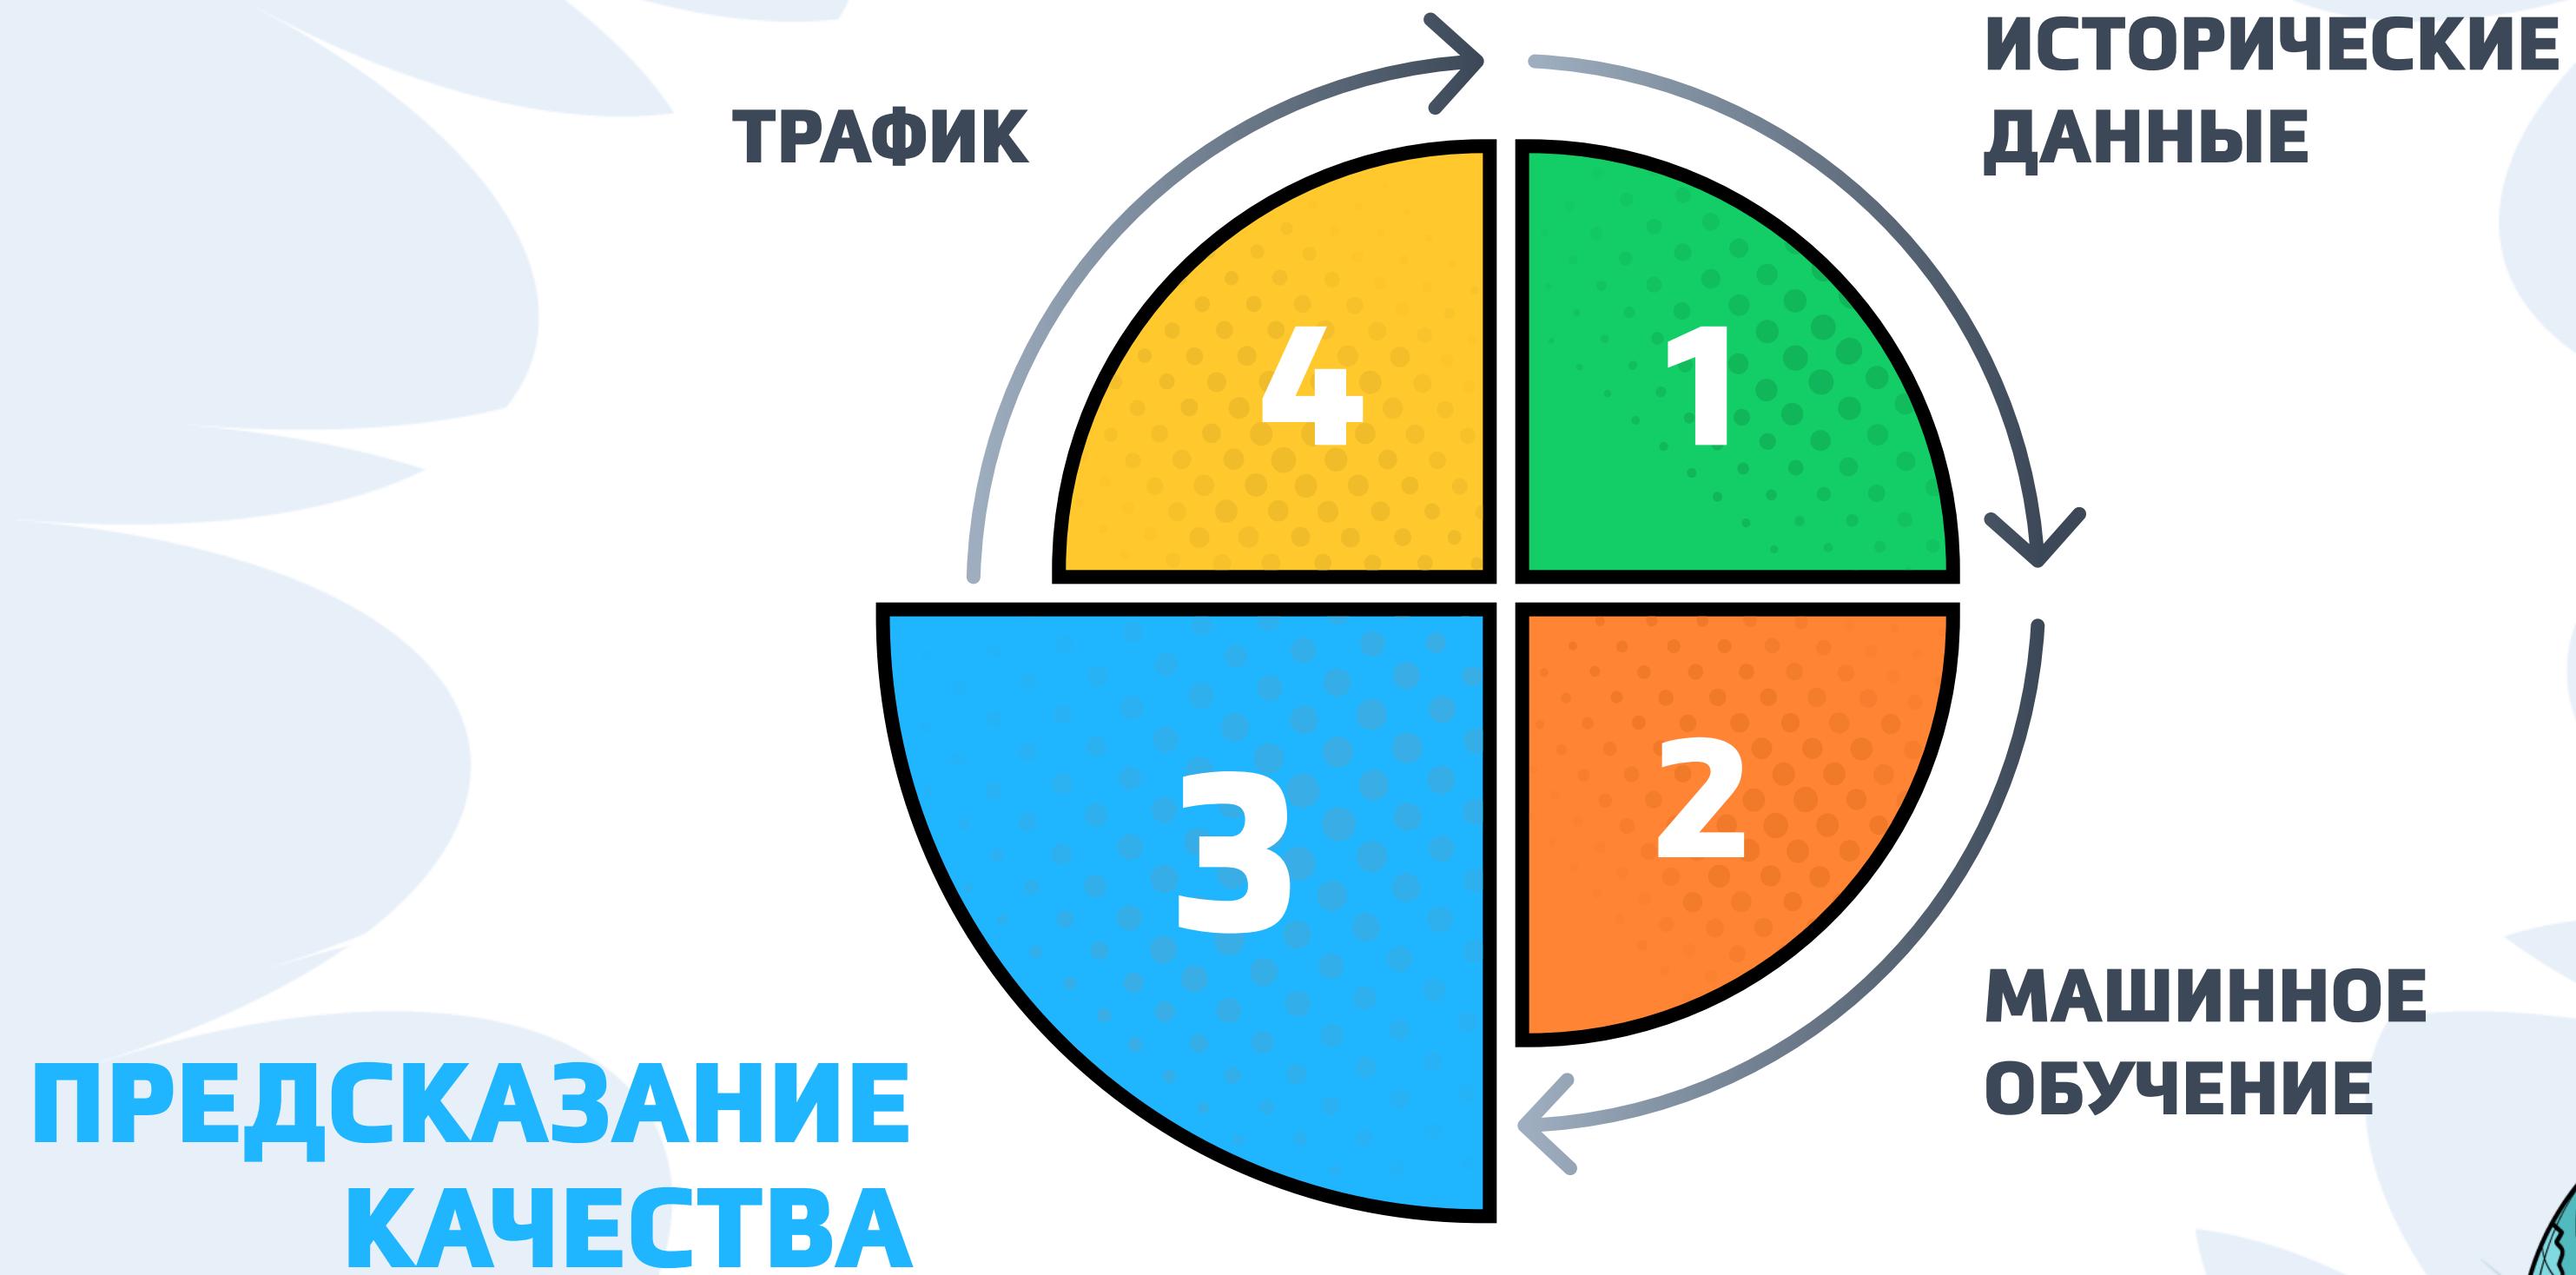 ИСТОРИЧЕСКИЕ
ДАННЫЕ
ТРАФИК
4
1
3
2
МАШИННОЕ
ОБУЧЕНИЕ
ПРЕДСКАЗАНИЕ
КАЧЕСТВА